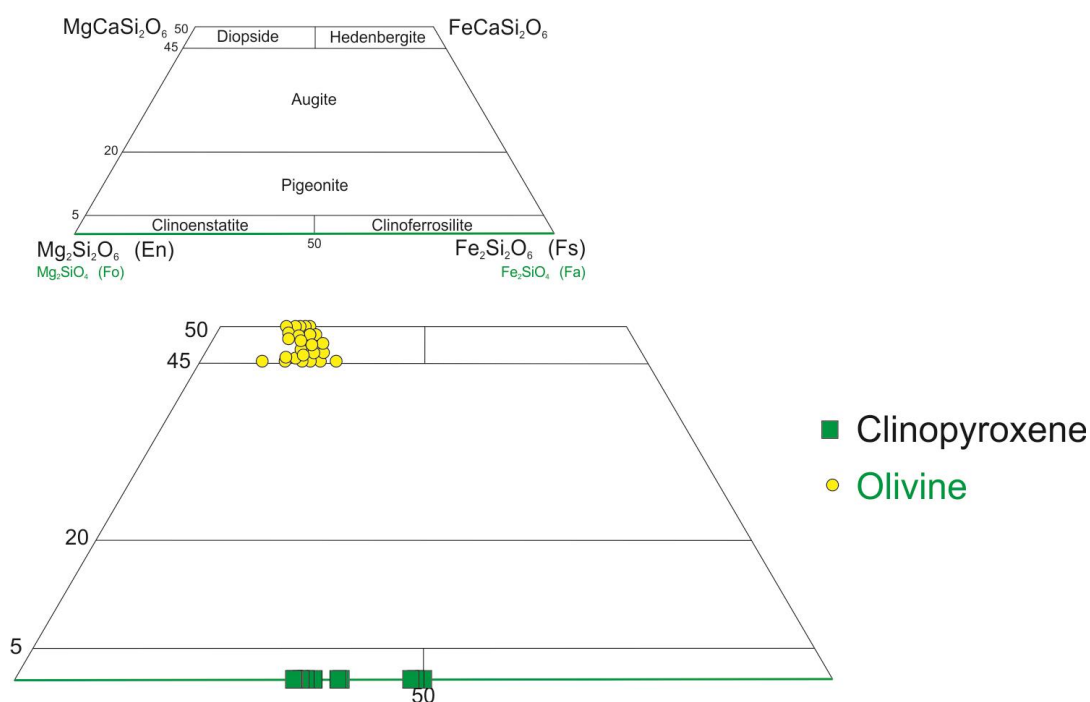 MgCaSi₂O₆ 50 Diopside Hedenbergite FeCaSi₂O₆
45
Augite
20
Pigeonite
5 Clinoenstatite Clinoferrosilite
Mg₂Si₂O₆ (En) 50 Fe₂Si₂O₆ (Fs)
Mg₂SiO₄ (Fo) Fe₂SiO₄ (Fa)
50
45
Clinopyroxene
Olivine
20
5
50